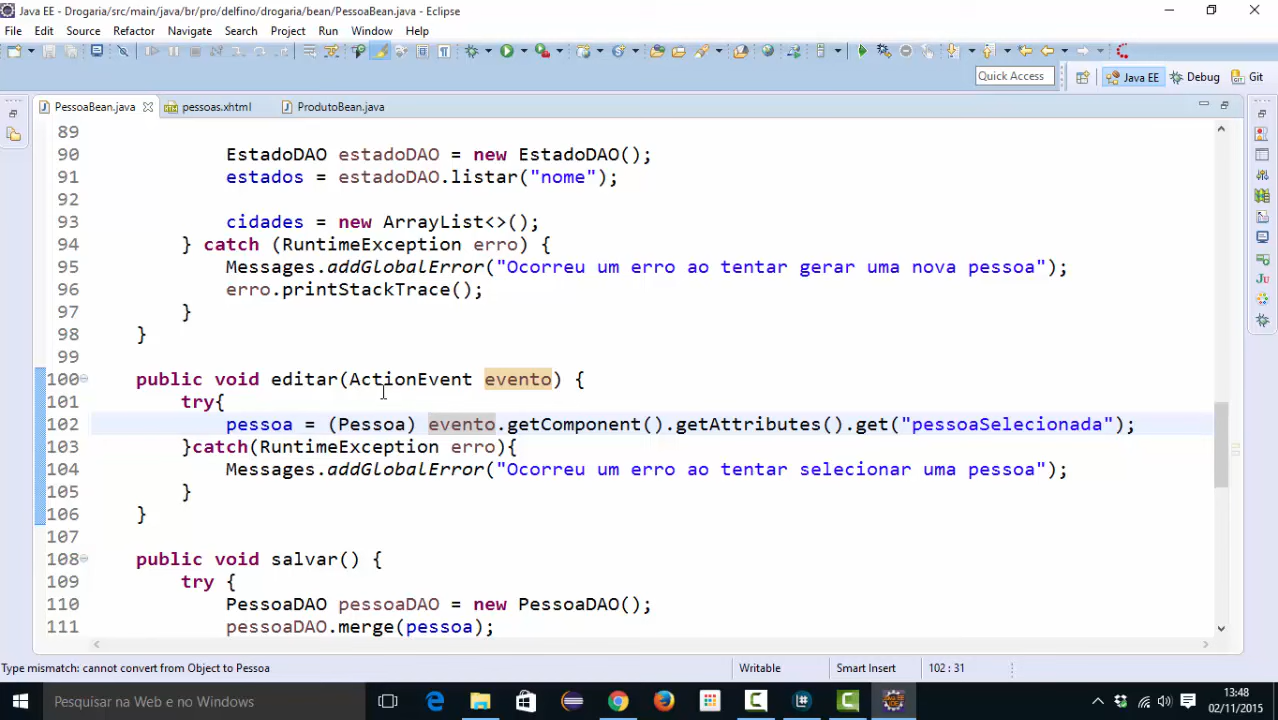 Java EE - Drogaria/src/main/java/br/pro/delfino/drogaria/bean/PessoaBean.java - Eclipse
File Edit Source Refactor Navigate Search Project Run Window Help
Quick Access Java EE Debug Git
PessoaBean.java pessoas.xhtml ProdutoBean.java
89
90 EstadoDAO estadoDAO = new EstadoDAO();
91 estados = estadoDAO.listar("nome");
92
93 cidades = new ArrayList<>();
94 } catch (RuntimeException erro) {
95 Messages.addGlobalError("Ocorreu um erro ao tentar gerar uma nova pessoa");
96 erro.printStackTrace();
97 }
98 }
99
100 public void editar(ActionEvent evento) {
101 try{
102 pessoa = (Pessoa) evento.getComponent().getAttributes().get("pessoaSelecionada");
103 }catch(RuntimeException erro){
104 Messages.addGlobalError("Ocorreu um erro ao tentar selecionar uma pessoa");
105 }
106 }
107
108 public void salvar() {
109 try {
110 PessoaDAO pessoaDAO = new PessoaDAO();
111 pessoaDAO.merge(pessoa);
Type mismatch: cannot convert from Object to Pessoa Writable Smart Insert 102 : 31
Pesquisar na Web e no Windows 13:48
02/11/2015